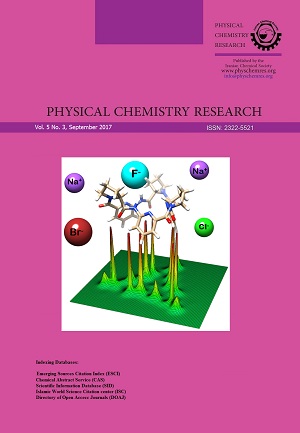 PHYSICAL
CHEMISTRY
RESEARCH
Published by the
Iranian Chemical Society
www.physchemres.org
info@physchemres.org
PHYSICAL CHEMISTRY RESEARCH
Vol. 5 No. 3, September 2017
ISSN: 2322-5521
F-
Na+
Na+
Br-
Cl-
Indexing Databases:
Emerging Sources Citation Index (ESCI)
Chemical Abstract Service (CAS)
Scientific Information Database (SID)
Islamic World Science Citation center (ISC)
Directory of Open Access Journals (DOAJ)